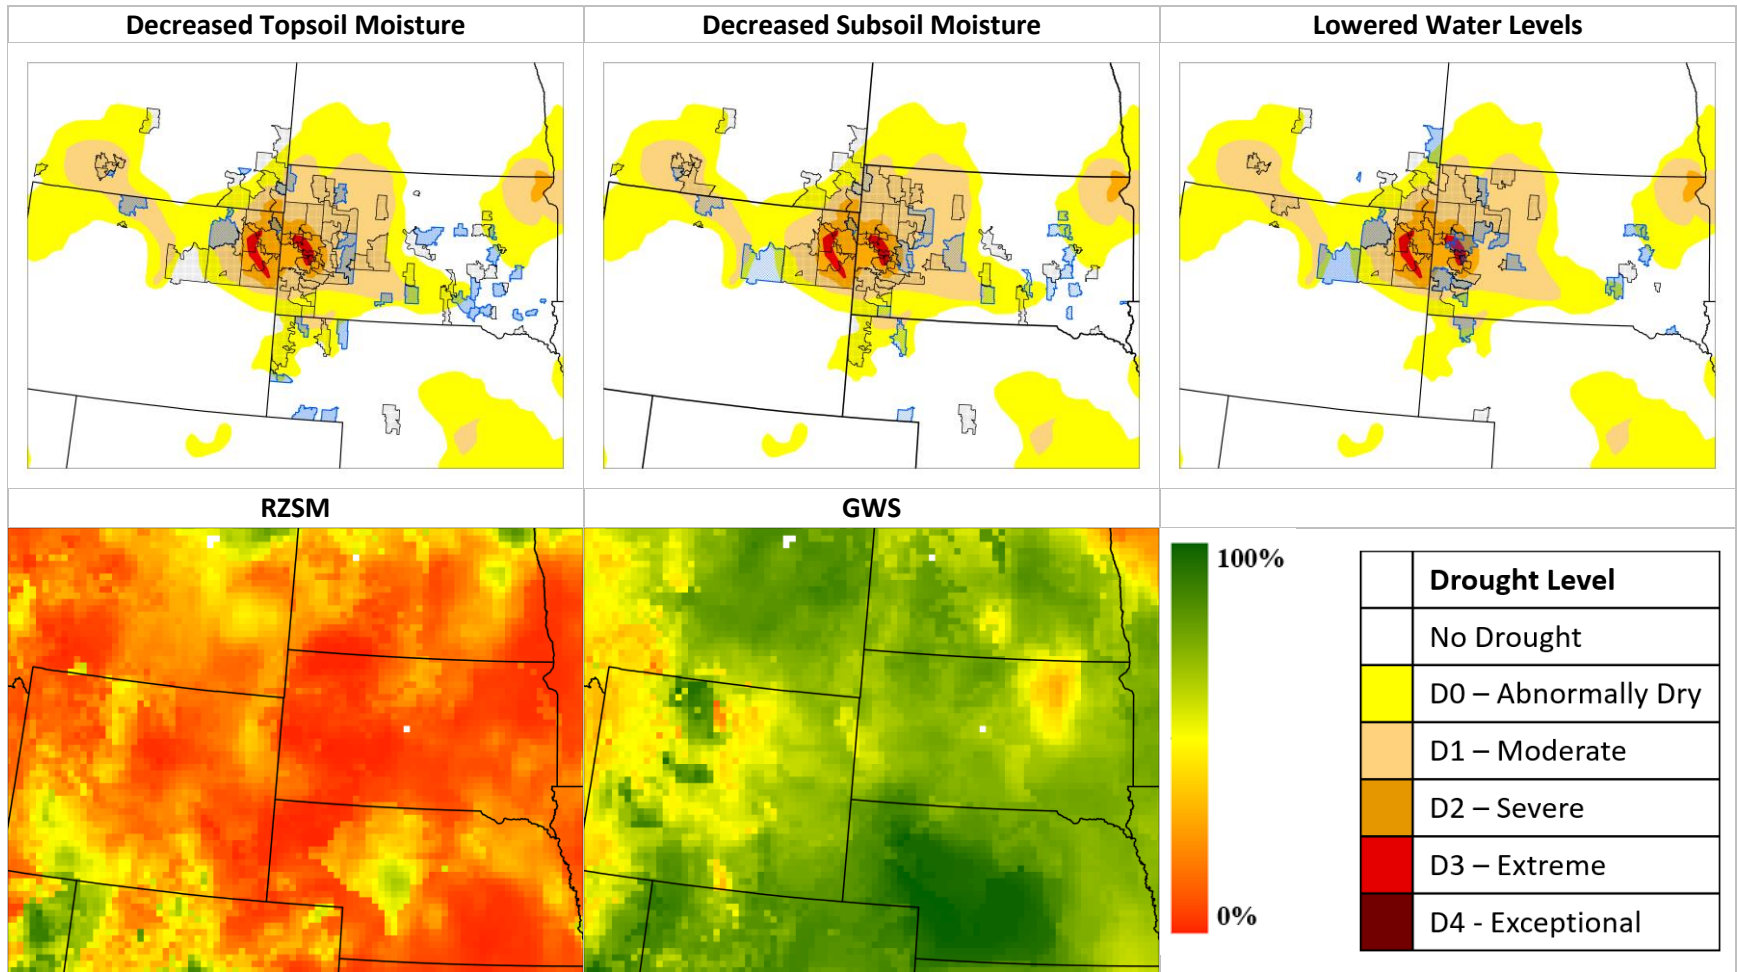 Decreased Topsoil Moisture
Decreased Subsoil Moisture
Lowered Water Levels
RZSM
GWS
100%
0%
Drought Level
No Drought
D0 – Abnormally Dry
D1 – Moderate
D2 – Severe
D3 – Extreme
D4 - Exceptional